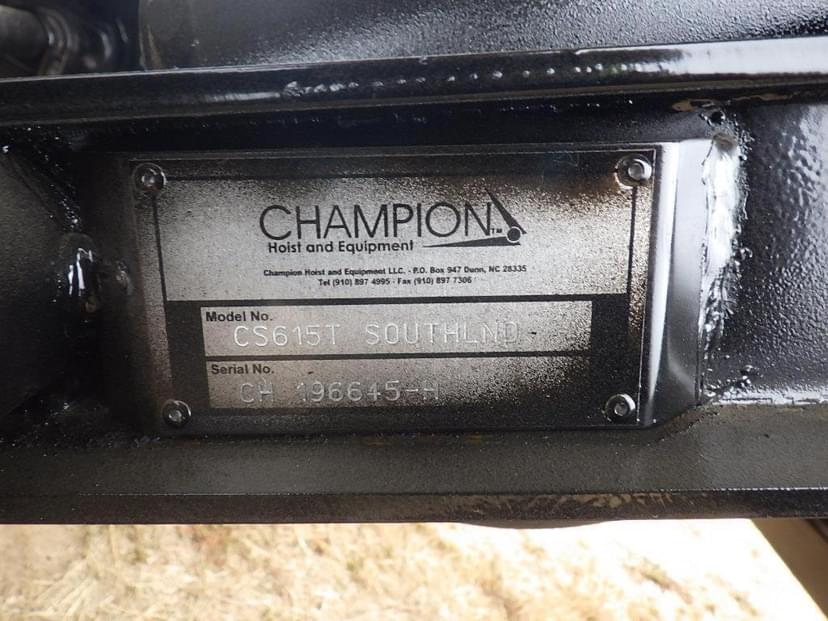 CHAMPION™
Hoist and Equipment
Champion Hoist and Equipment LLC. - P.O. Box 947 Dunn, NC 28335
Tel (910) 897 4995 - Fax (910) 897 7306
Model No.
CS615T SOUTHLND
Serial No.
CH 196645-H